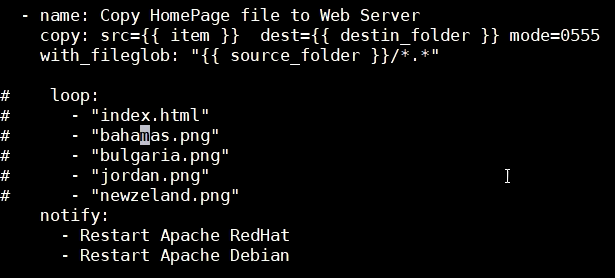 - name: Copy HomePage file to Web Server
copy: src={{ item }}  dest={{ destin_folder }} mode=0555
with_fileglob: "{{ source_folder }}/*.*"
#    loop:
#      - "index.html"
#      - "bahamas.png"
#      - "bulgaria.png"
#      - "jordan.png"
#      - "newzeland.png"
notify:
- Restart Apache RedHat
- Restart Apache Debian